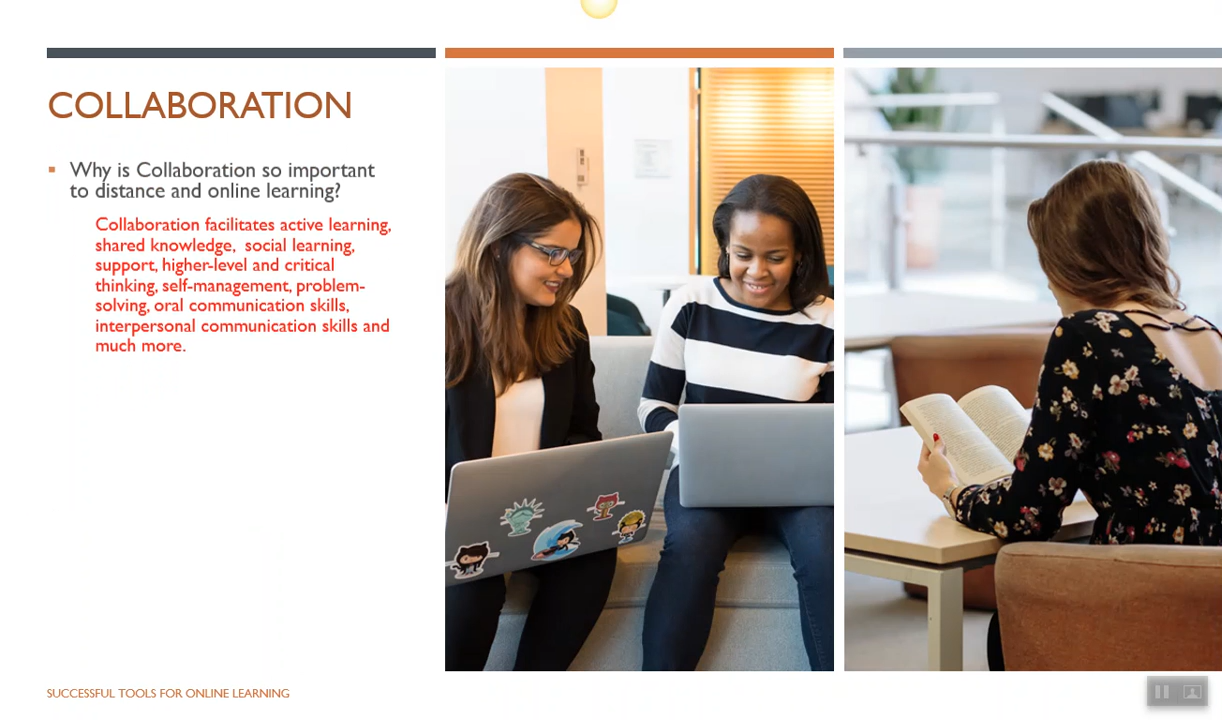 COLLABORATION
Why is Collaboration so important
to distance and online learning?
Collaboration facilitates active learning,
shared knowledge,  social learning,
support, higher-level and critical
thinking, self-management, problem-
solving, oral communication skills,
interpersonal communication skills and
much more.
SUCCESSFUL TOOLS FOR ONLINE LEARNING